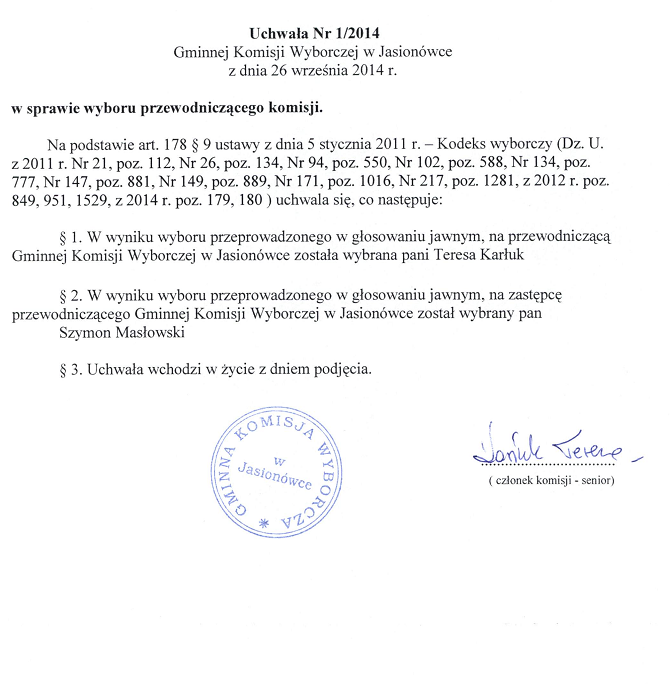 Uchwała Nr 1/2014
Gminnej Komisji Wyborczej w Jasionówce
z dnia 26 września 2014 r.
w sprawie wyboru przewodniczącego komisji.
Na podstawie art. 178 § 9 ustawy z dnia 5 stycznia 2011 r. – Kodeks wyborczy (Dz. U.
z 2011 r. Nr 21, poz. 112, Nr 26, poz. 134, Nr 94, poz. 550, Nr 102, poz. 588, Nr 134, poz.
777, Nr 147, poz. 881, Nr 149, poz. 889, Nr 171, poz. 1016, Nr 217, poz. 1281, z 2012 r. poz.
849, 951, 1529, z 2014 r. poz. 179, 180 ) uchwala się, co następuje:
§ 1. W wyniku wyboru przeprowadzonego w głosowaniu jawnym, na przewodniczącą
Gminnej Komisji Wyborczej w Jasionówce została wybrana pani Teresa Karłuk
§ 2. W wyniku wyboru przeprowadzonego w głosowaniu jawnym, na zastępcę
przewodniczącego Gminnej Komisji Wyborczej w Jasionówce został wybrany pan
Szymon Masłowski
§ 3. Uchwała wchodzi w życie z dniem podjęcia.
GMINNA KOMISJA WYBORCZA
w
Jasionówce
( członek komisji - senior)